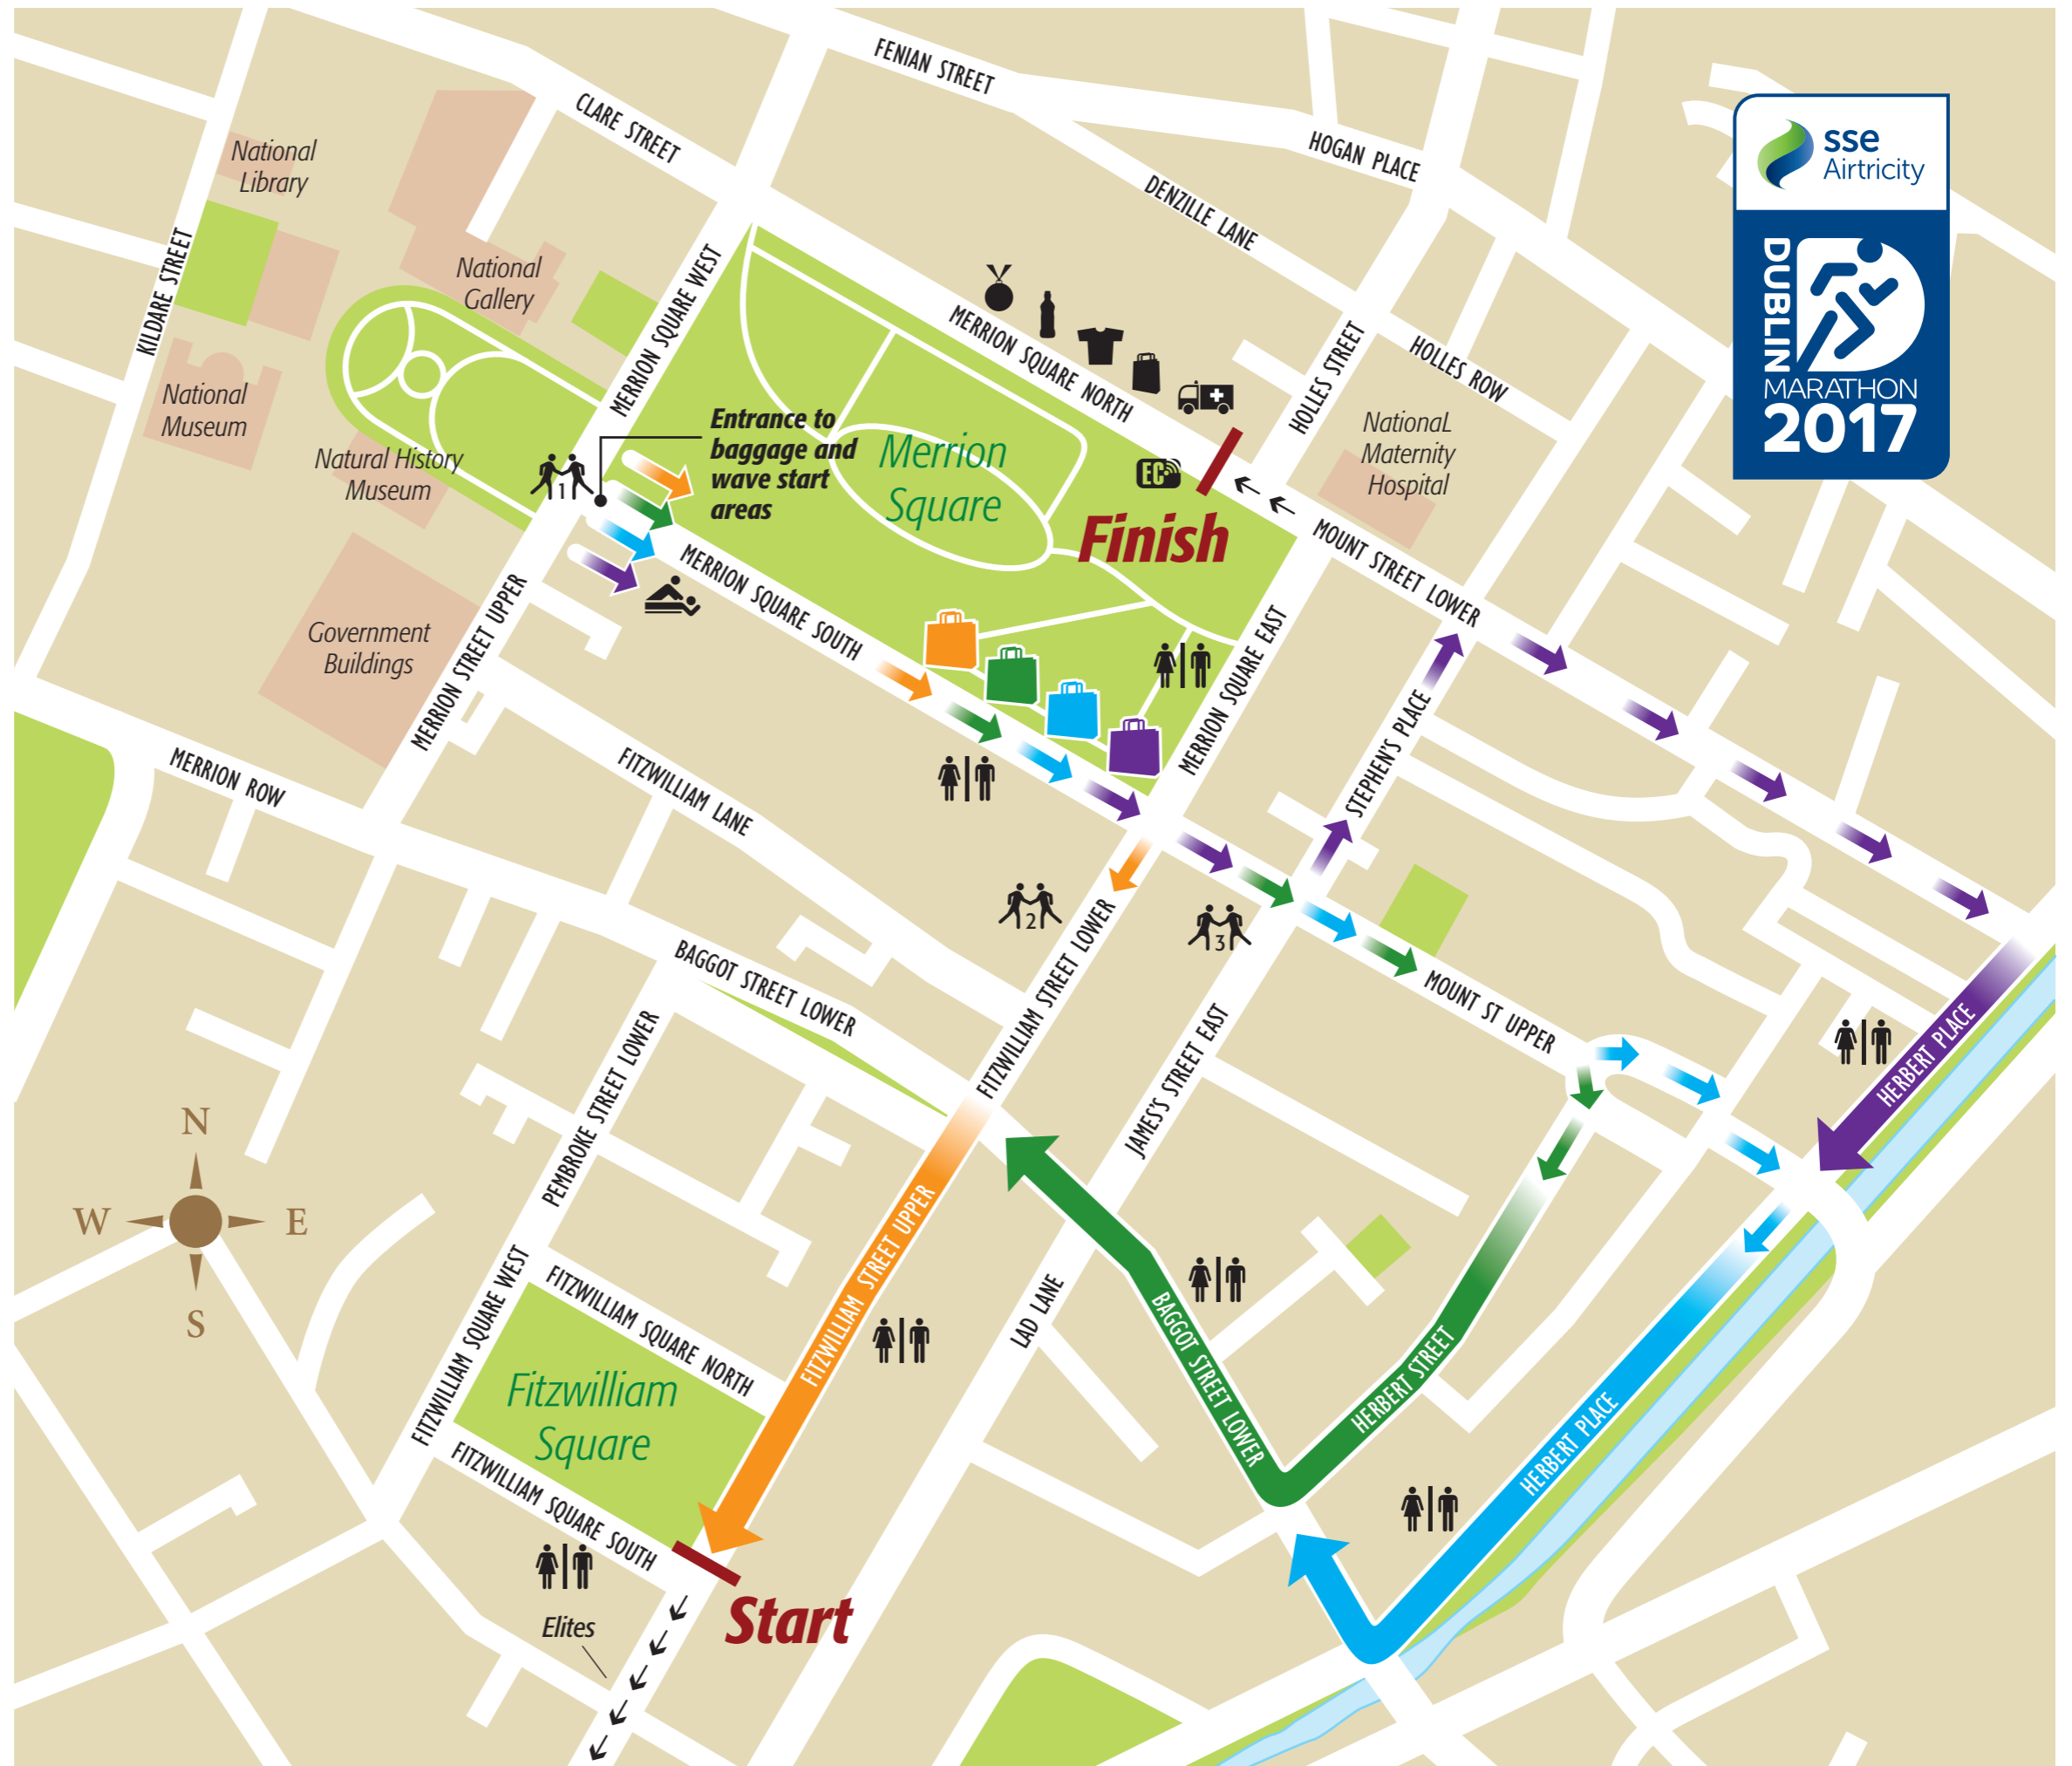 FENIAN STREET
CLARE STREET
HOGAN PLACE
sse
Airtricity
DUBLIN
MARATHON
2017
National
Library
DENZILLE LANE
KILDARE STREET
National
Gallery
MERRION SQUARE WEST
MERRION SQUARE NORTH
HOLLES STREET
HOLLES ROW
National
Museum
Entrance to
baggage and
wave start
areas
Merrion
Square
NationaL
Maternity
Hospital
Natural History
Museum
1
EC
Finish
MOUNT STREET LOWER
MERRION SQUARE SOUTH
Government
Buildings
MERRION STREET UPPER
MERRION SQUARE EAST
STEPHEN'S PLACE
MERRION ROW
FITZWILLIAM LANE
2
3
FITZWILLIAM STREET LOWER
BAGGOT STREET LOWER
MOUNT ST UPPER
HERBERT PLACE
PEMBROKE STREET LOWER
JAMES'S STREET EAST
N
W
E
S
FITZWILLIAM STREET UPPER
FITZWILLIAM SQUARE WEST
FITZWILLIAM SQUARE NORTH
LAD LANE
BAGGOT STREET LOWER
HERBERT STREET
HERBERT PLACE
Fitzwilliam
Square
FITZWILLIAM SQUARE SOUTH
Start
Elites